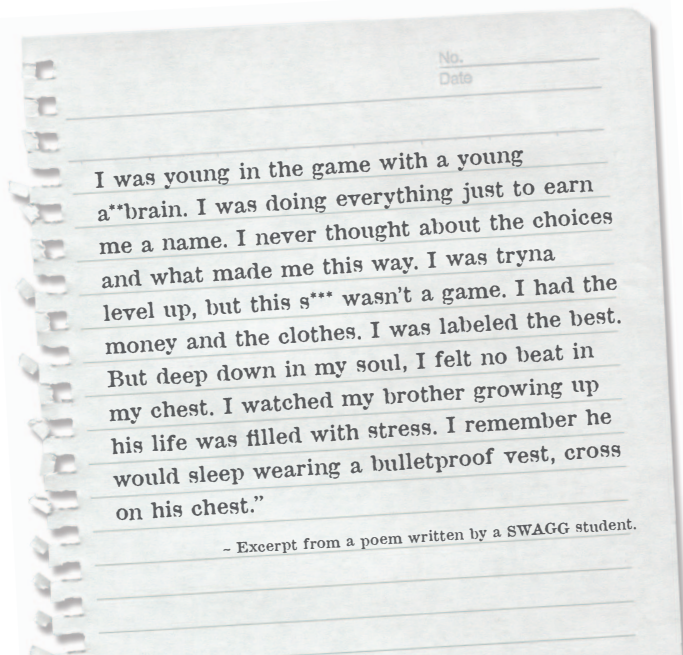 No.
Date
I was young in the game with a young
a**brain. I was doing everything just to earn
me a name. I never thought about the choices
and what made me this way. I was tryna
level up, but this s*** wasn't a game. I had the
money and the clothes. I was labeled the best.
But deep down in my soul, I felt no beat in
my chest. I watched my brother growing up
his life was filled with stress. I remember he
would sleep wearing a bulletproof vest, cross
on his chest.”
~ Excerpt from a poem written by a SWAGG student.